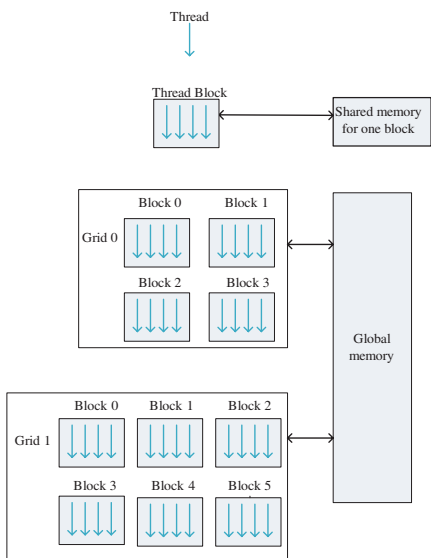 Thread
Thread Block
Shared memory
for one block
Block 0
Block 1
Grid 0
Block 2
Block 3
Global
memory
Block 0
Block 1
Block 2
Grid 1
Block 3
Block 4
Block 5